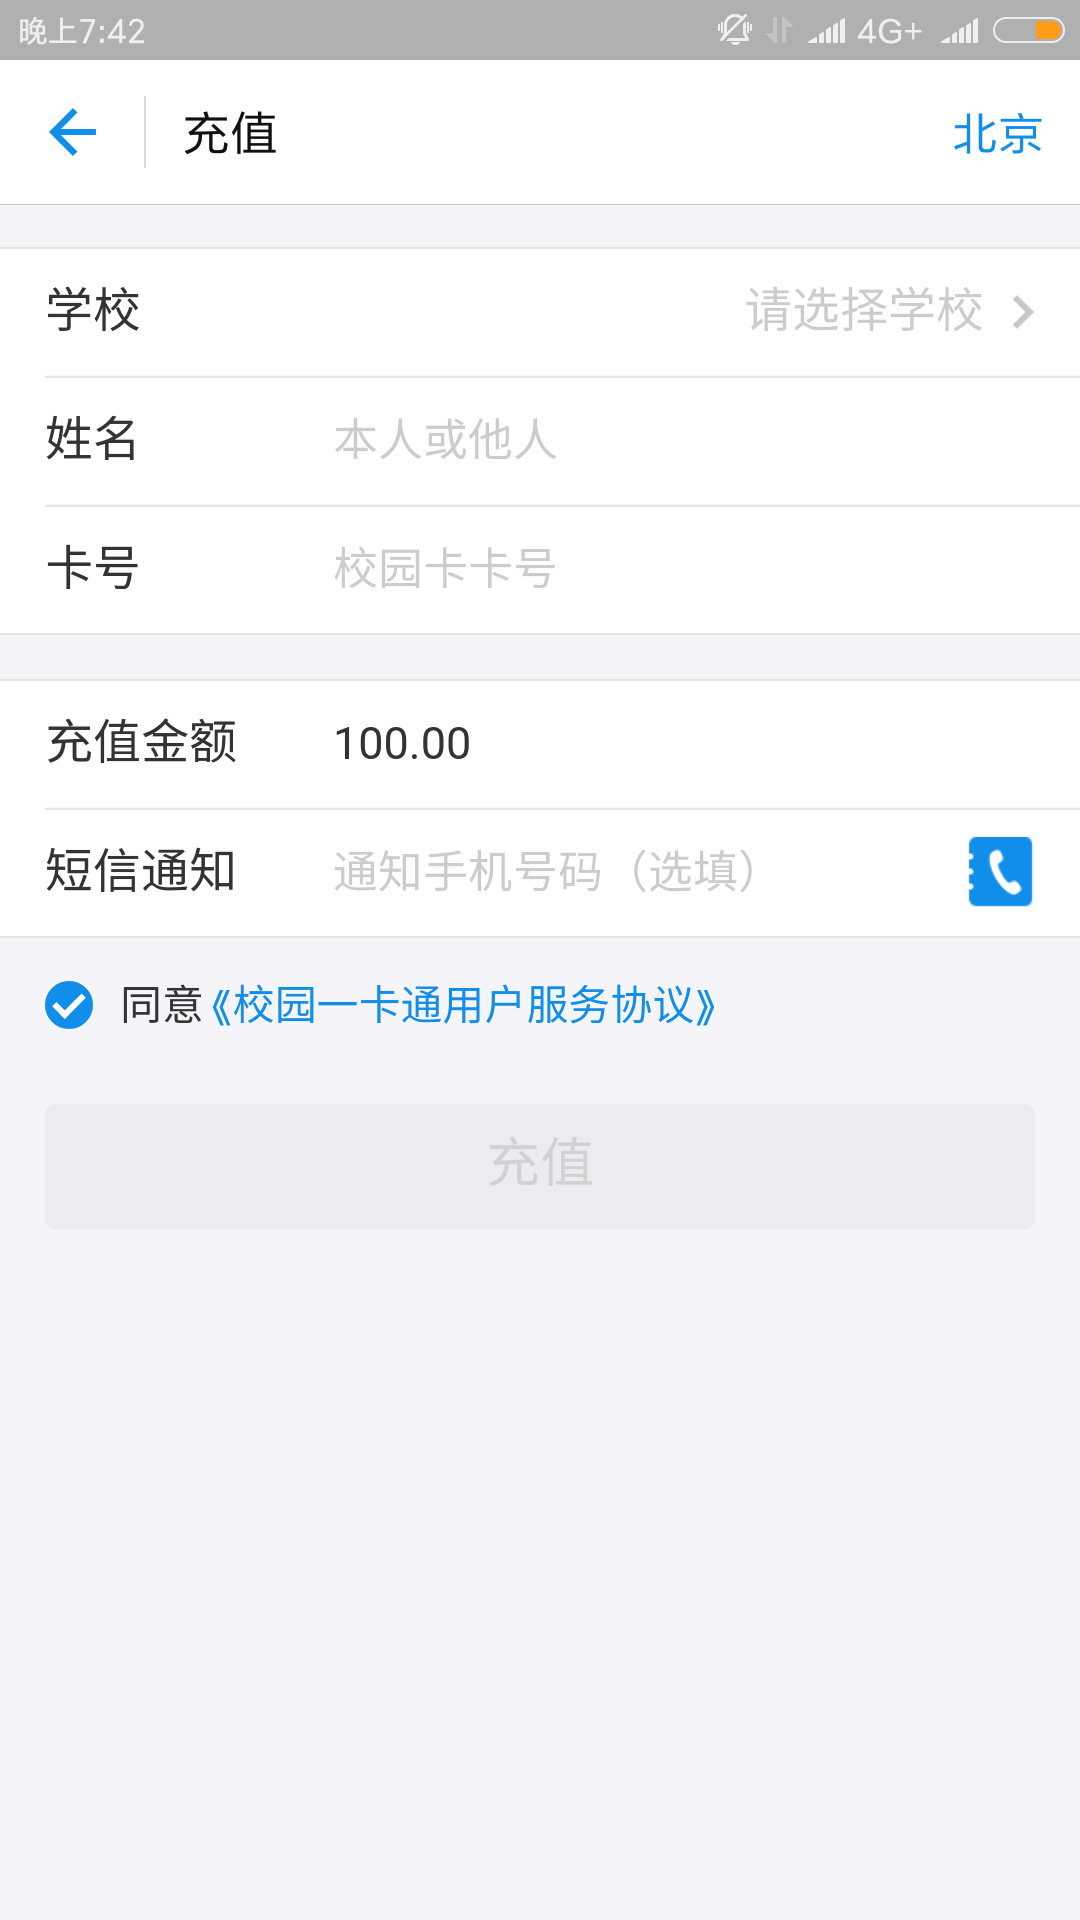 晚上7:42 4G+
充值 北京
学校 请选择学校
姓名 本人或他人
卡号 校园卡卡号
充值金额 100.00
短信通知 通知手机号码（选填）
同意《校园一卡通用户服务协议》
充值